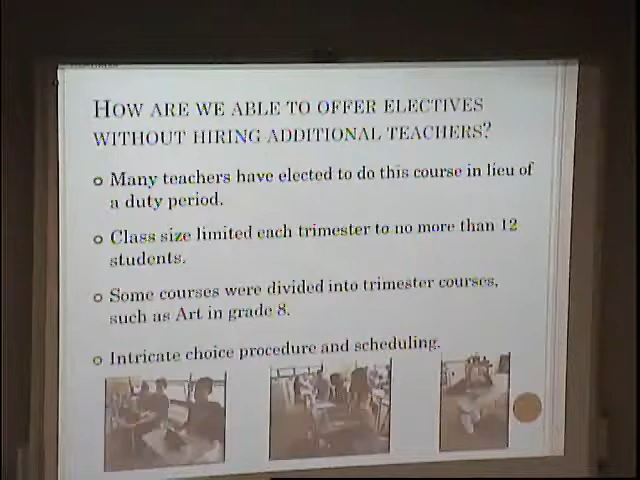 HOW ARE WE ABLE TO OFFER ELECTIVES
WITHOUT HIRING ADDITIONAL TEACHERS?
Many teachers have elected to do this course in lieu of
a duty period.
Class size limited each trimester to no more than 12
students.
Some courses were divided into trimester courses,
such as Art in grade 8.
Intricate choice procedure and scheduling.